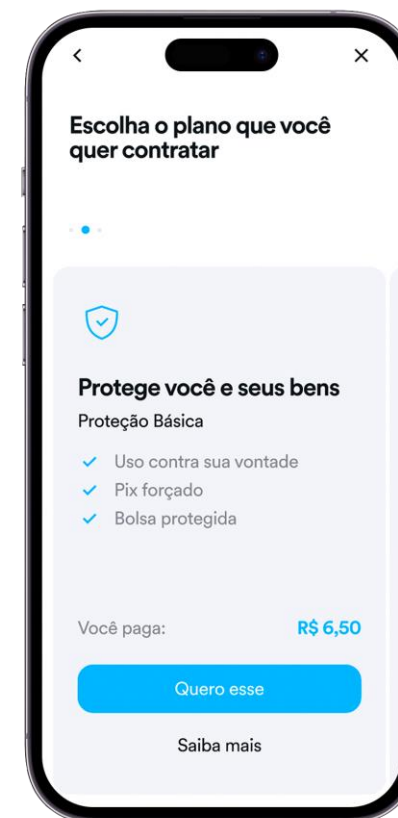 Escolha o plano que você
quer contratar
Protege você e seus bens
Proteção Básica
Uso contra sua vontade
Pix forçado
Bolsa protegida
Você paga: R$ 6,50
Quero esse
Saiba mais